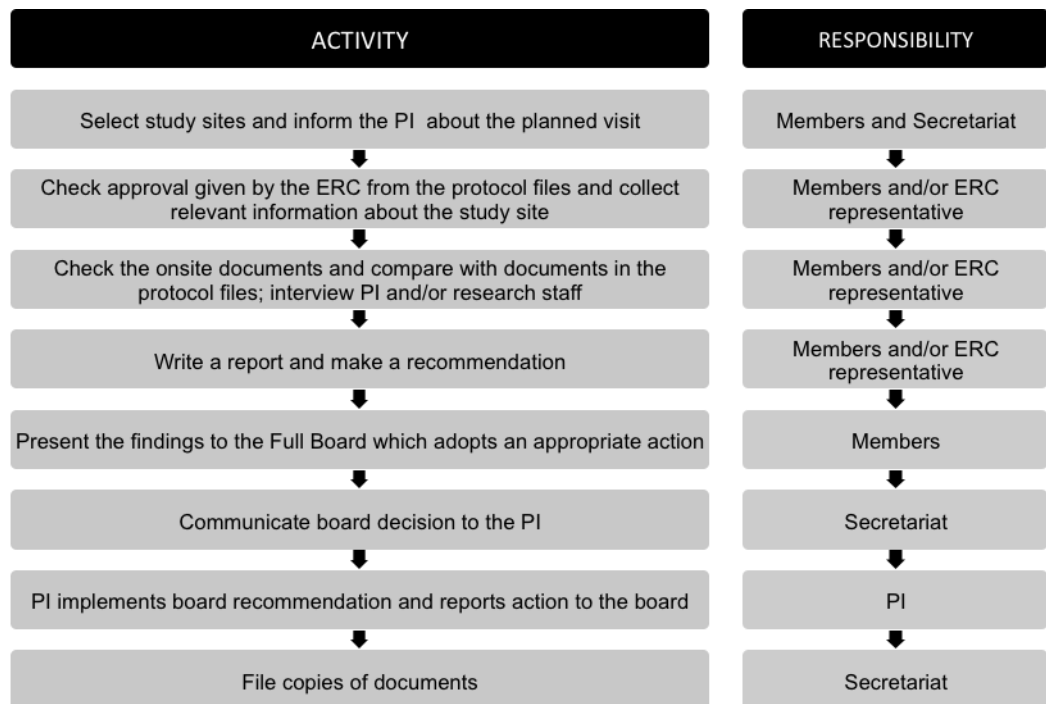 ACTIVITY
RESPONSIBILITY
Select study sites and inform the PI about the planned visit
Members and Secretariat
Check approval given by the ERC from the protocol files and collect
relevant information about the study site
Members and/or ERC
representative
Check the onsite documents and compare with documents in the
protocol files; interview PI and/or research staff
Members and/or ERC
representative
Write a report and make a recommendation
Members and/or ERC
representative
Present the findings to the Full Board which adopts an appropriate action
Members
Communicate board decision to the PI
Secretariat
PI implements board recommendation and reports action to the board
PI
File copies of documents
Secretariat